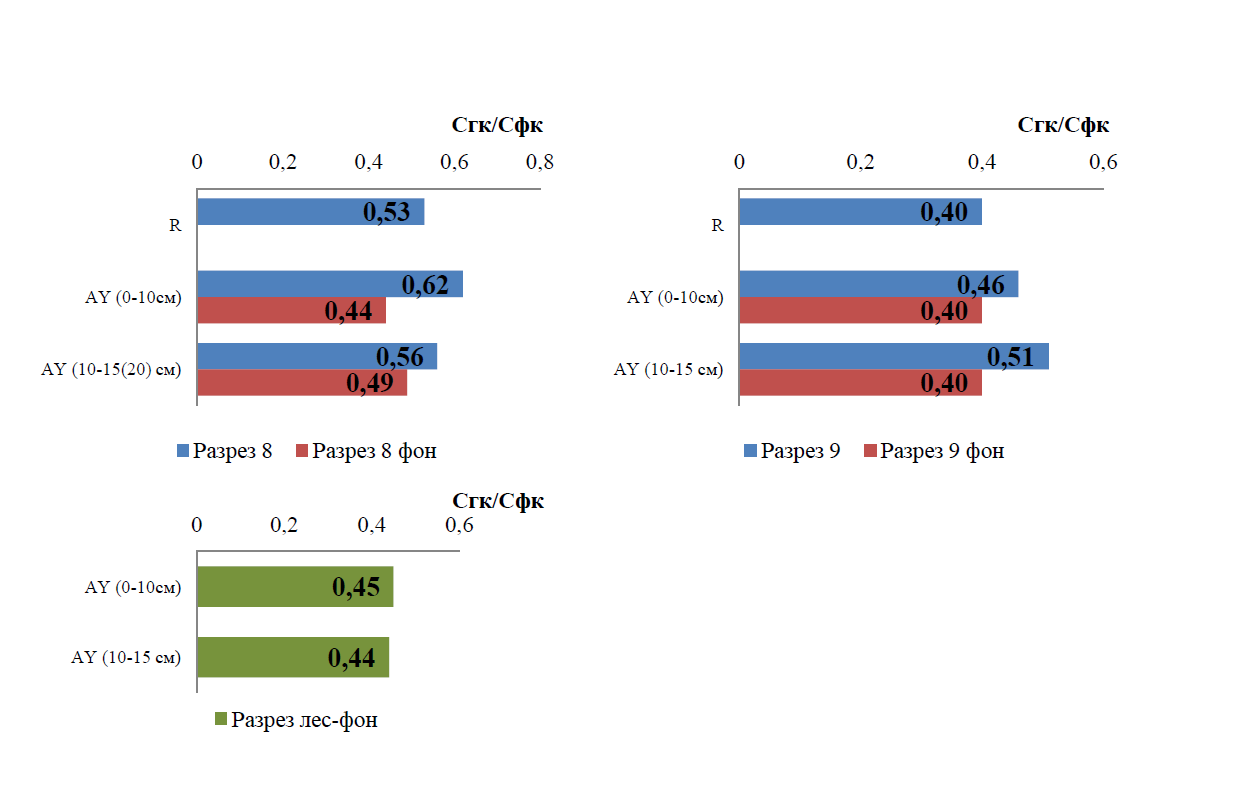 Сгк/Сфк
0 0,2 0,4 0,6 0,8
R 0,53
AY (0-10см) 0,62
0,44
AY (10-15(20) см) 0,56
0,49
Разрез 8 Разрез 8 фон
Сгк/Сфк
0 0,2 0,4 0,6
R 0,40
AY (0-10см) 0,46
0,40
AY (10-15 см) 0,51
0,40
Разрез 9 Разрез 9 фон
Сгк/Сфк
0 0,2 0,4 0,6
AY (0-10см) 0,45
AY (10-15 см) 0,44
Разрез лес-фон